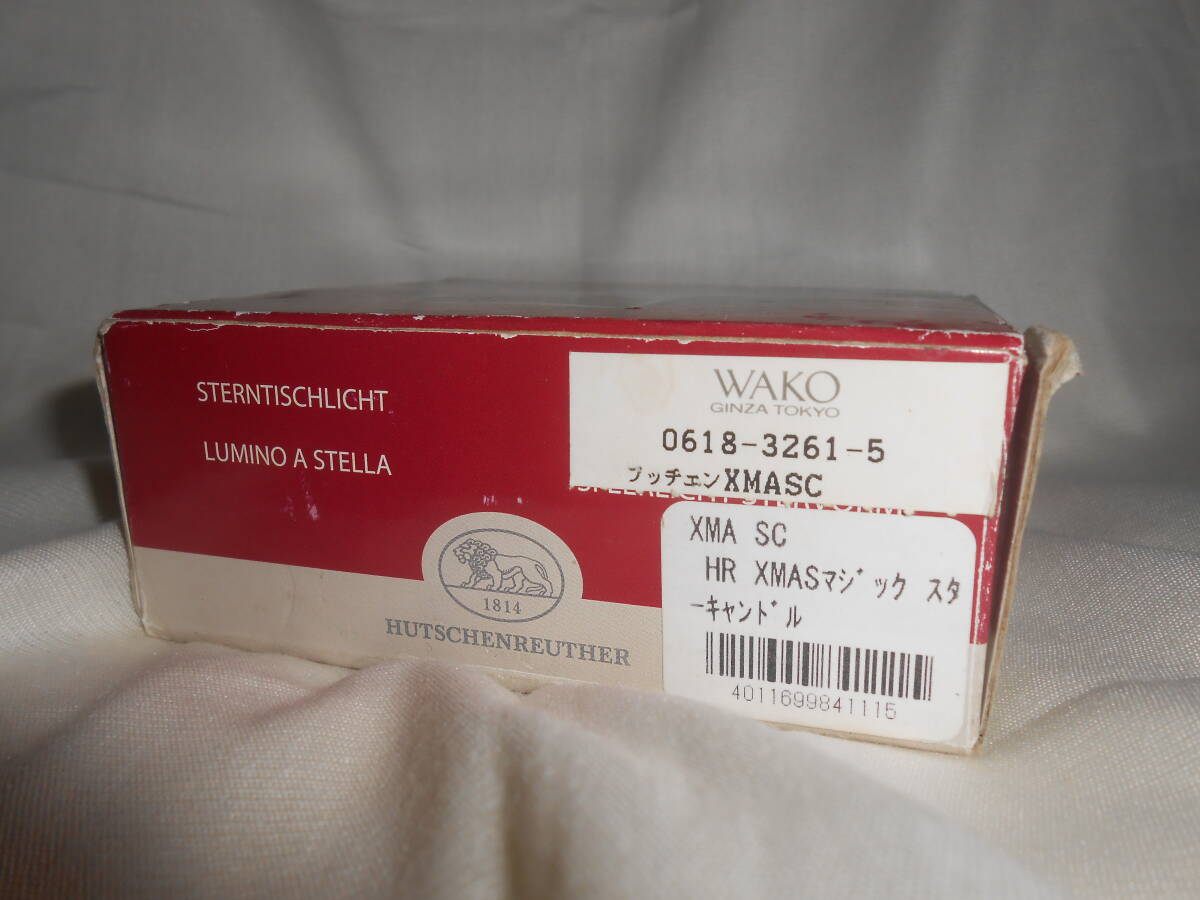 STERNTISCHLICHT
LUMINO A STELLA
1814
HUTSCHENREUTHER
WAKO
GINZA TOKYO
0618-3261-5
ブッチェンXMASC
XMA SC
HR XMASマジック スタ
ーキャンドル
4011699841115